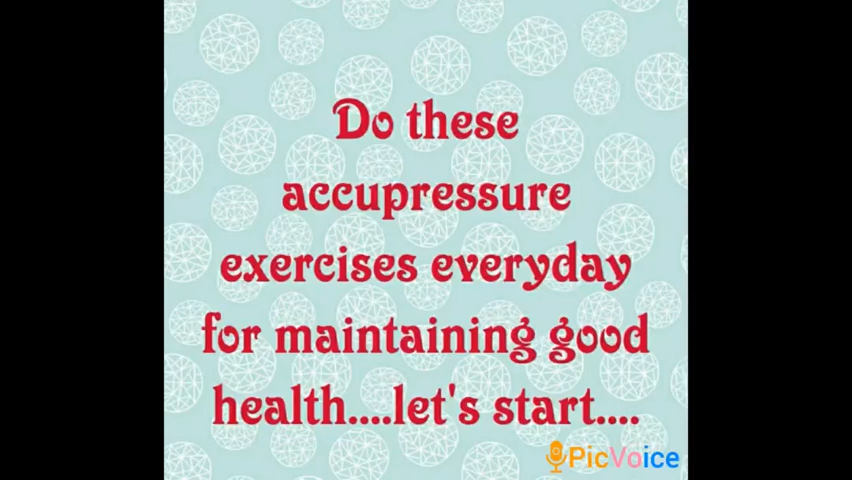 Do these
accupressure
exercises everyday
for maintaining good
health....let's start....
PicVoice